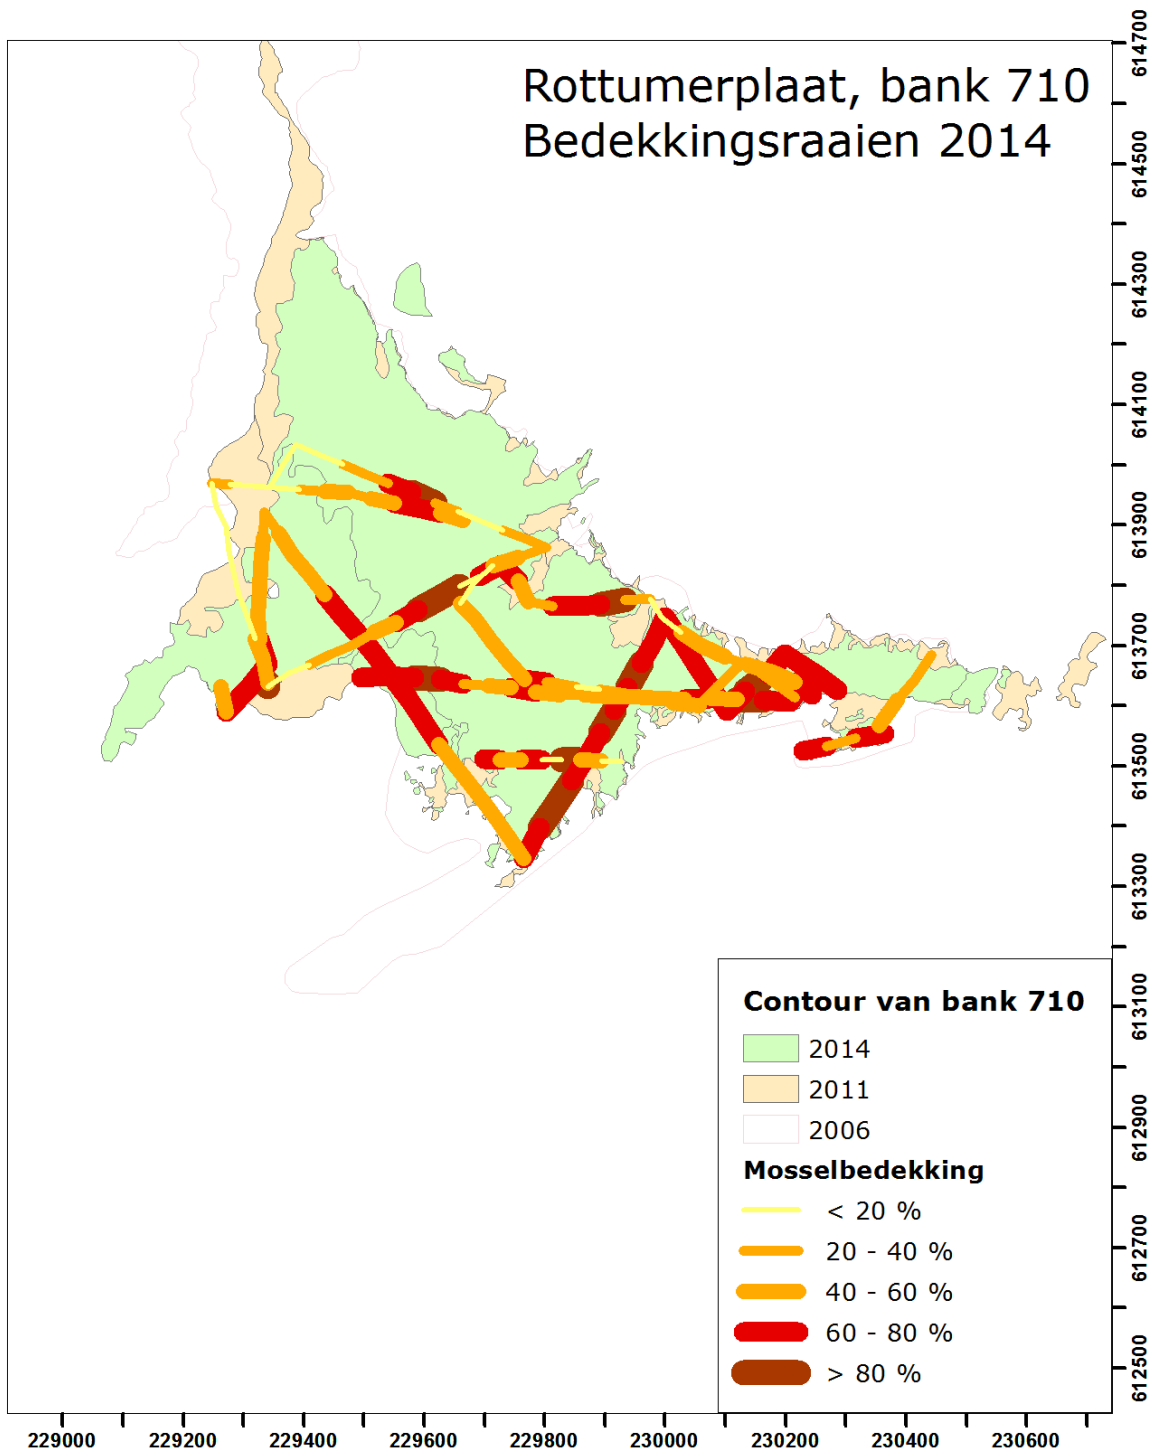 Rottumerplaat, bank 710
Bedekkingsraaien 2014
614700
614500
614300
614100
613900
613700
613500
613300
613100
612900
612700
612500
Contour van bank 710
2014
2011
2006
Mosselbedekking
< 20 %
20 - 40 %
40 - 60 %
60 - 80 %
> 80 %
229000 229200 229400 229600 229800 230000 230200 230400 230600